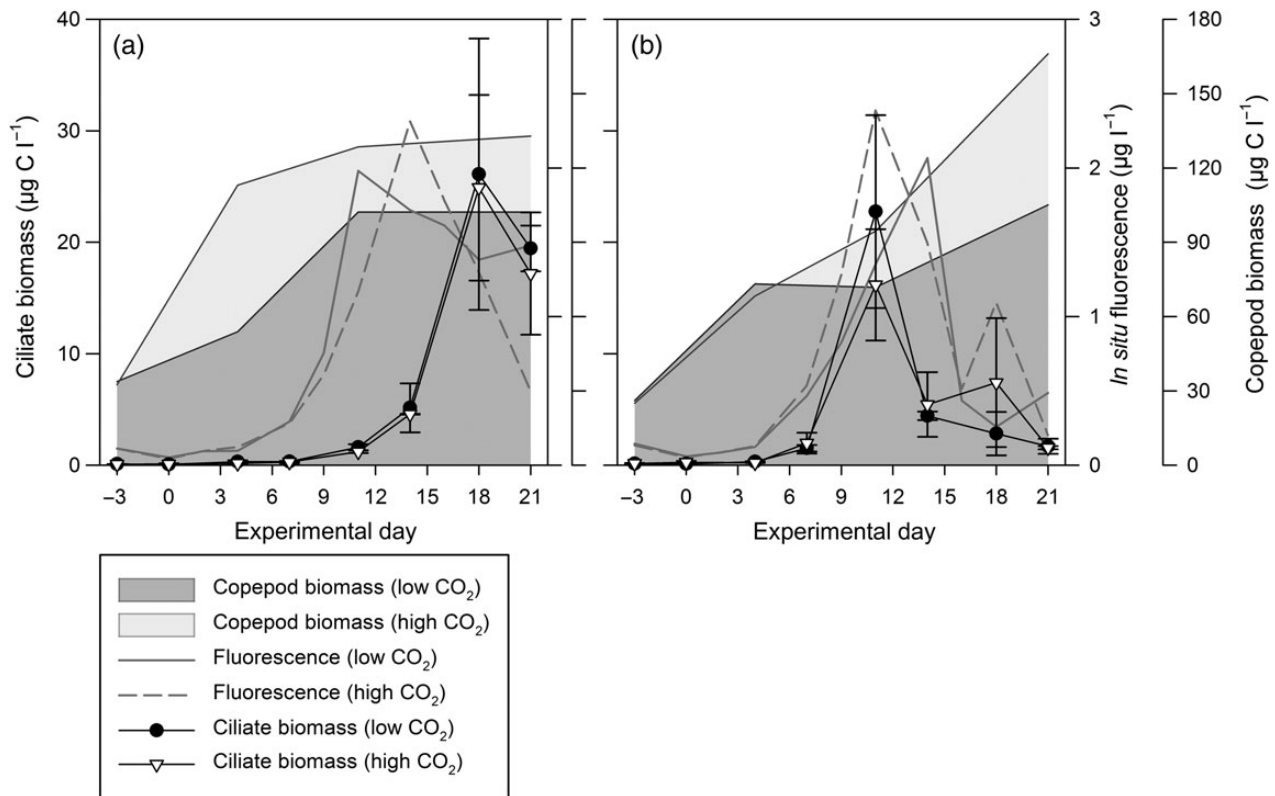 (a)
(b)
Ciliate biomass (µg C l⁻¹)
40
30
20
10
0
−3 0 3 6 9 12 15 18 21
Experimental day
−3 0 3 6 9 12 15 18 21
Experimental day
3
2
1
0
In situ fluorescence (µg l⁻¹)
180
150
120
90
60
30
0
Copepod biomass (µg C l⁻¹)
Copepod biomass (low CO₂)
Copepod biomass (high CO₂)
Fluorescence (low CO₂)
Fluorescence (high CO₂)
Ciliate biomass (low CO₂)
Ciliate biomass (high CO₂)